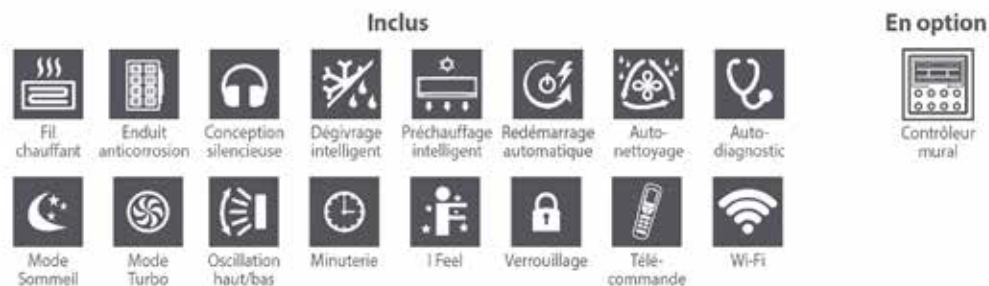 Inclus
En option
Fil
chauffant
Enduit
anticorrosion
Conception
silencieuse
Dégivrage
intelligent
Préchauffage
intelligent
Redémarrage
automatique
Auto-
nettoyage
Auto-
diagnostic
Contrôleur
mural
Mode
Sommeil
Mode
Turbo
Oscillation
haut/bas
Minuterie
I Feel
Verrouillage
Télé-
commande
Wi-Fi